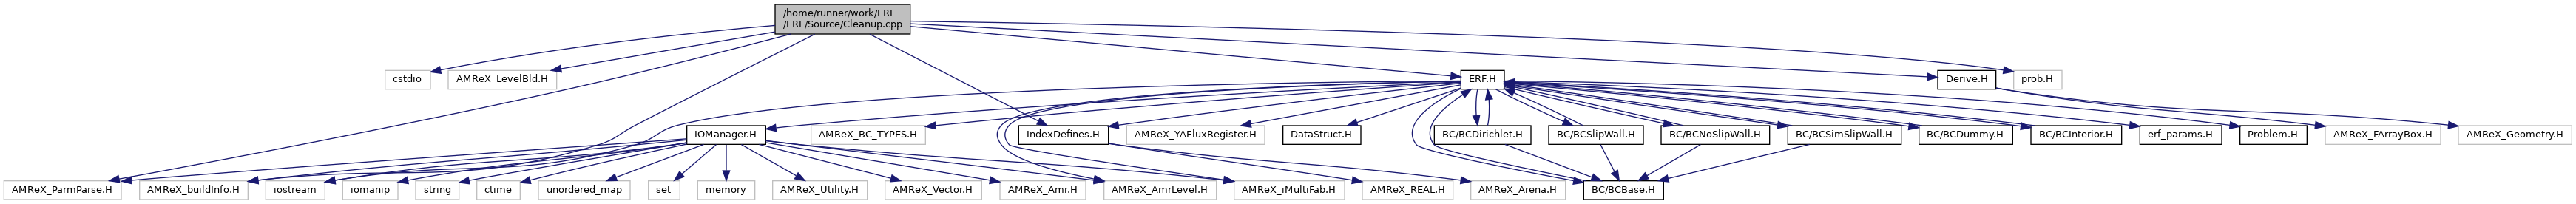 /home/runner/work/ERF
/ERF/Source/Cleanup.cpp
cstdio
AMReX_LevelBld.H
ERF.H
Derive.H
prob.H
IOManager.H
AMReX_BC_TYPES.H
IndexDefines.H
AMReX_YAFluxRegister.H
DataStruct.H
BC/BCDirichlet.H
BC/BCSlipWall.H
BC/BCNoSlipWall.H
BC/BCSimSlipWall.H
BC/BCDummy.H
BC/BCInterior.H
erf_params.H
Problem.H
AMReX_FArrayBox.H
AMReX_Geometry.H
AMReX_ParmParse.H
AMReX_buildInfo.H
iostream
iomanip
string
ctime
unordered_map
set
memory
AMReX_Utility.H
AMReX_Vector.H
AMReX_Amr.H
AMReX_AmrLevel.H
AMReX_iMultiFab.H
AMReX_REAL.H
AMReX_Arena.H
BC/BCBase.H